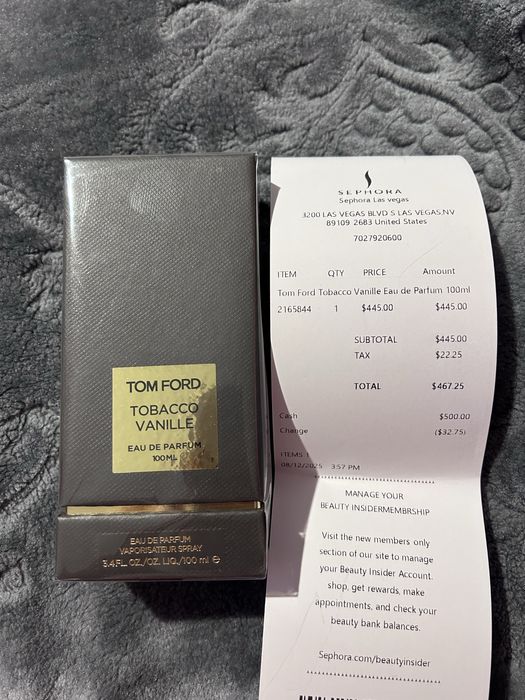 TOM FORD
TOBACCO
VANILLE
EAU DE PARFUM
100ML
EAU DE PARFUM
VAPORISATEUR SPRAY
3.4FL. OZ./OZ. LIQ./100 ml ℮
SEPHORA
Sephora Las vegas
3200 LAS VEGAS BLVD S LAS VEGAS,NV
89109 2683 United States
7027920600
ITEM QTY PRICE Amount
Tom Ford Tobacco Vanille Eau de Parfum 100ml
2165844 1 $445.00 $445.00
SUBTOTAL $445.00
TAX $22.25
TOTAL $467.25
Cash $500.00
Change ($32.75)
ITEMS 1
08/12/2025 3:57 PM
MANAGE YOUR
BEAUTY INSIDERMEMBRSHIP
Visit the new members only
section of our site to manage
your Beauty Insider Account.
shop, get rewards, make
appointments, and check your
beauty bank balances.
Sephora.com/beautyinsider